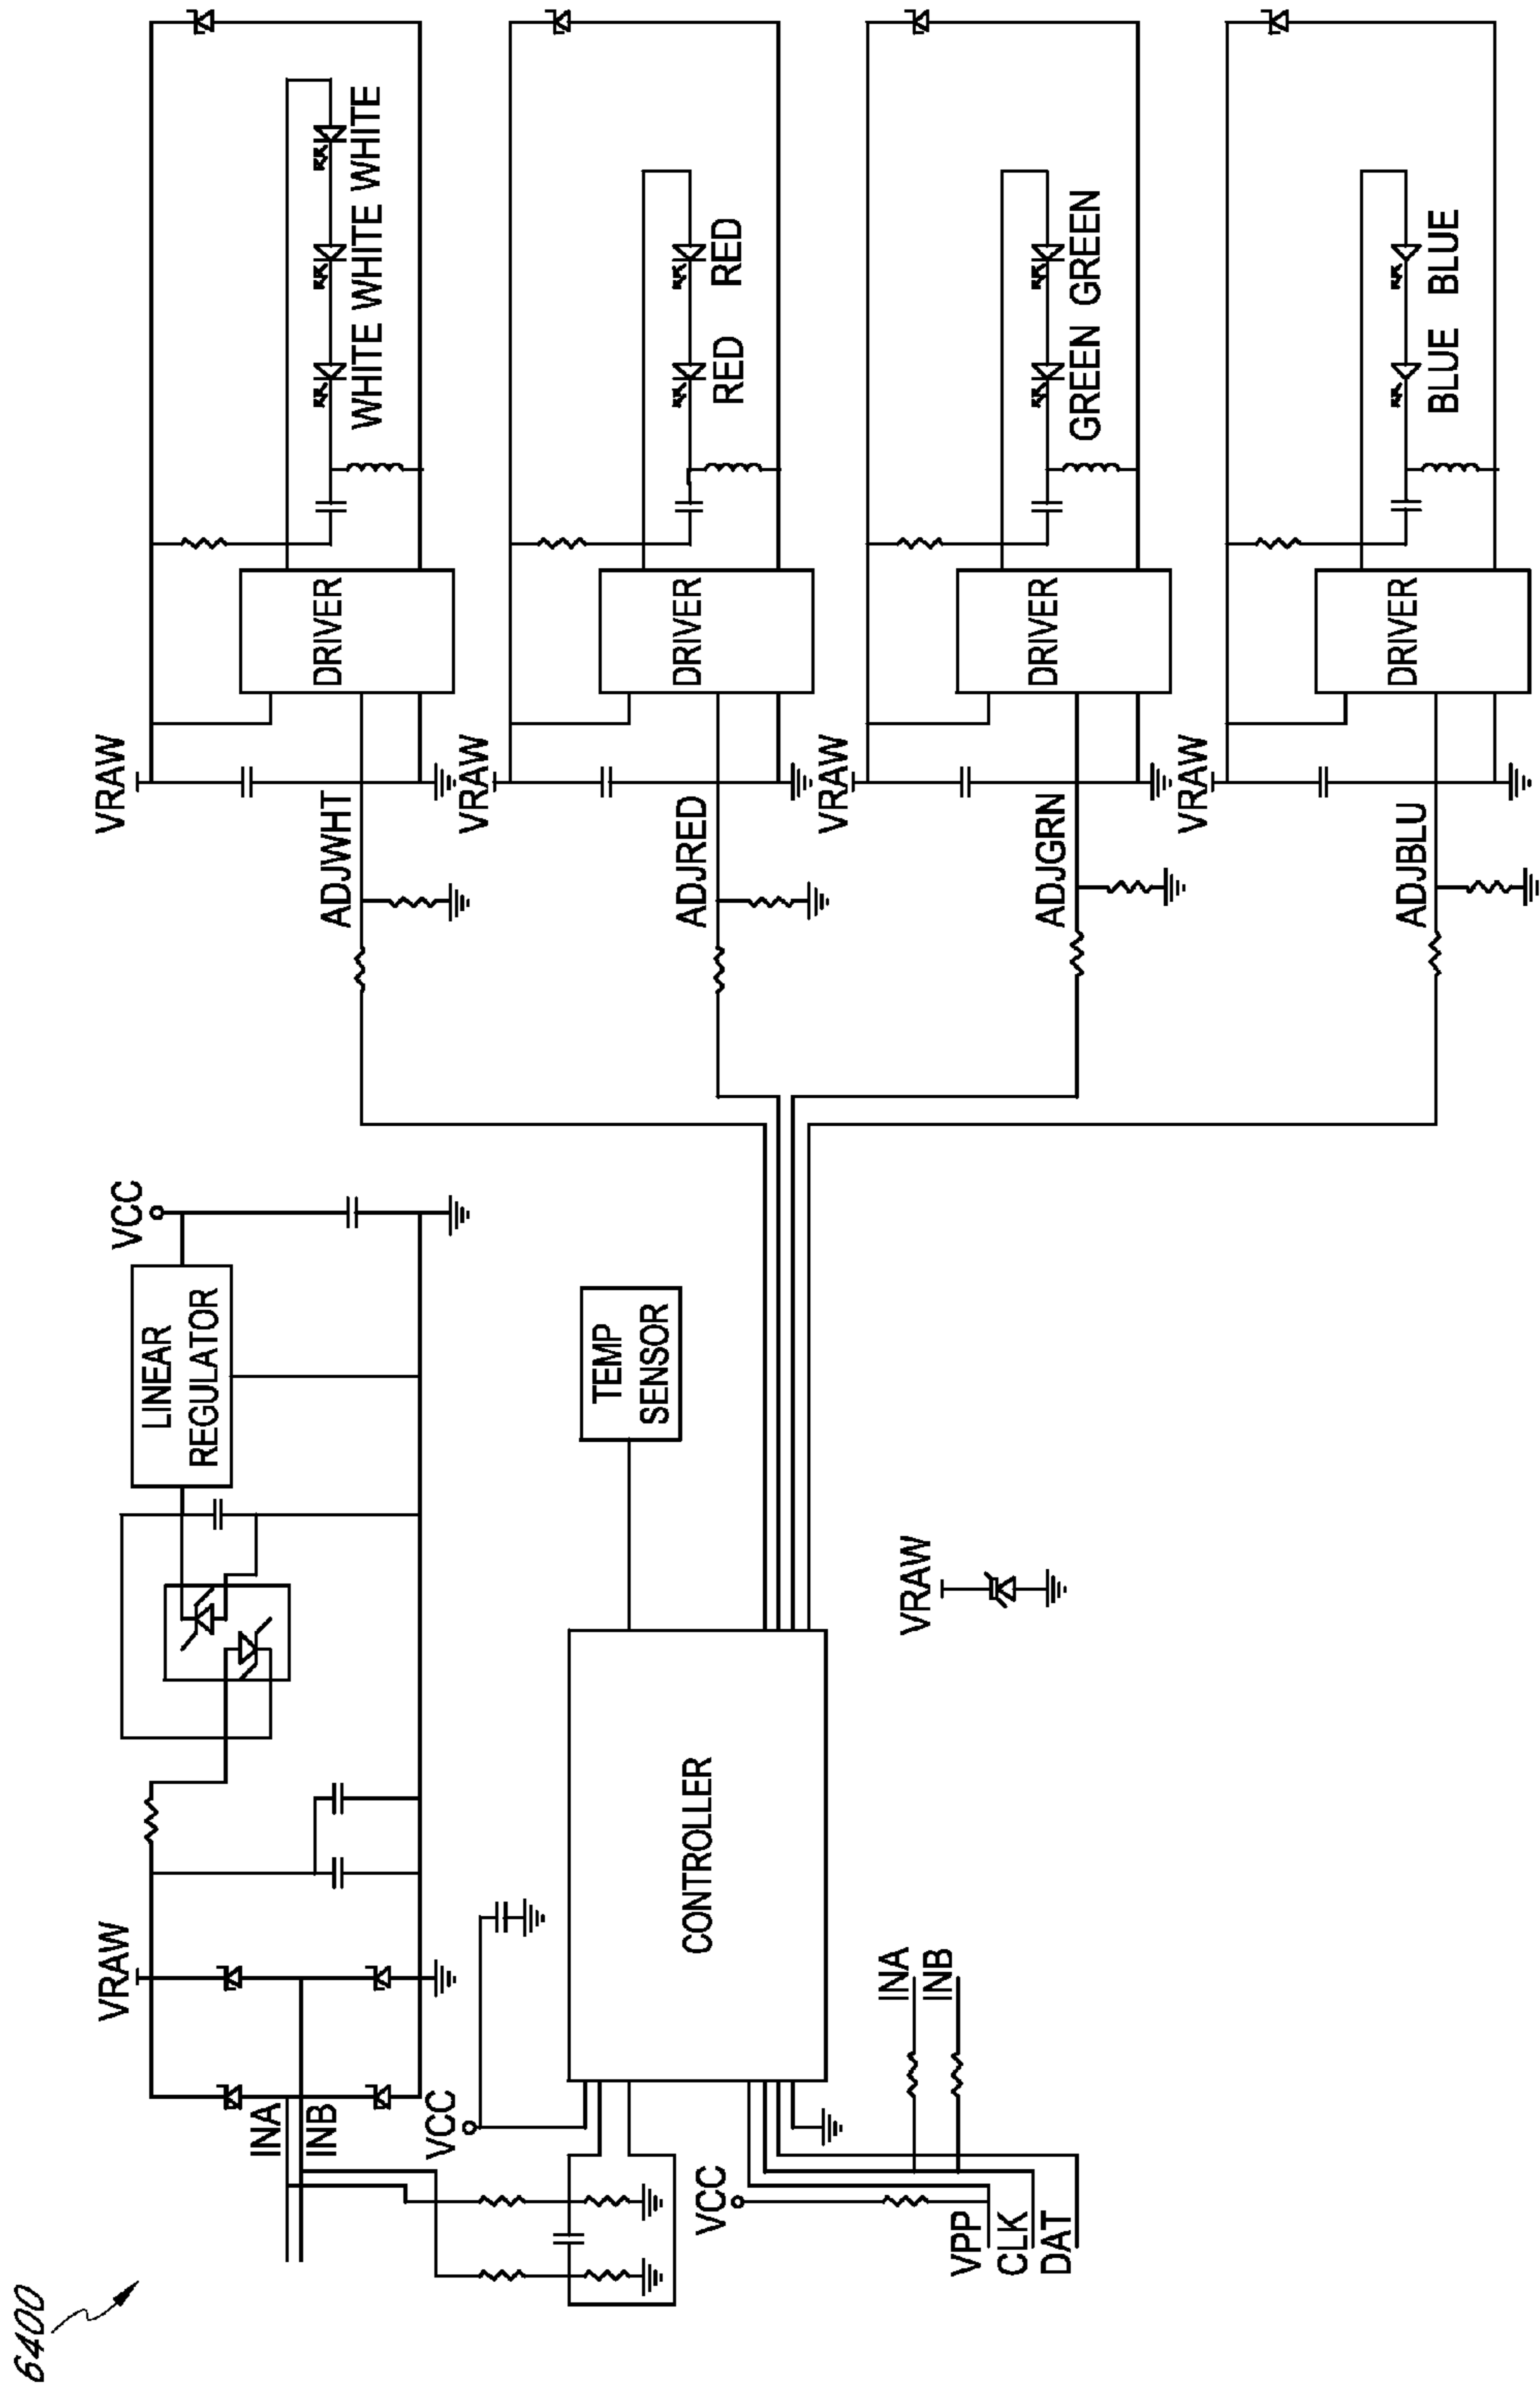 6400
VRAW
INA
INB
LINEAR
REGULATOR
VCC
VCC
CONTROLLER
TEMP
SENSOR
VCC
VPP
CLK
DAT
INA
INB
VRAW
VRAW
ADJWHT
DRIVER
WHITE WHITE WHITE
VRAW
ADJRED
DRIVER
RED RED
VRAW
ADJGRN
DRIVER
GREEN GREEN
VRAW
ADJBLU
DRIVER
BLUE BLUE